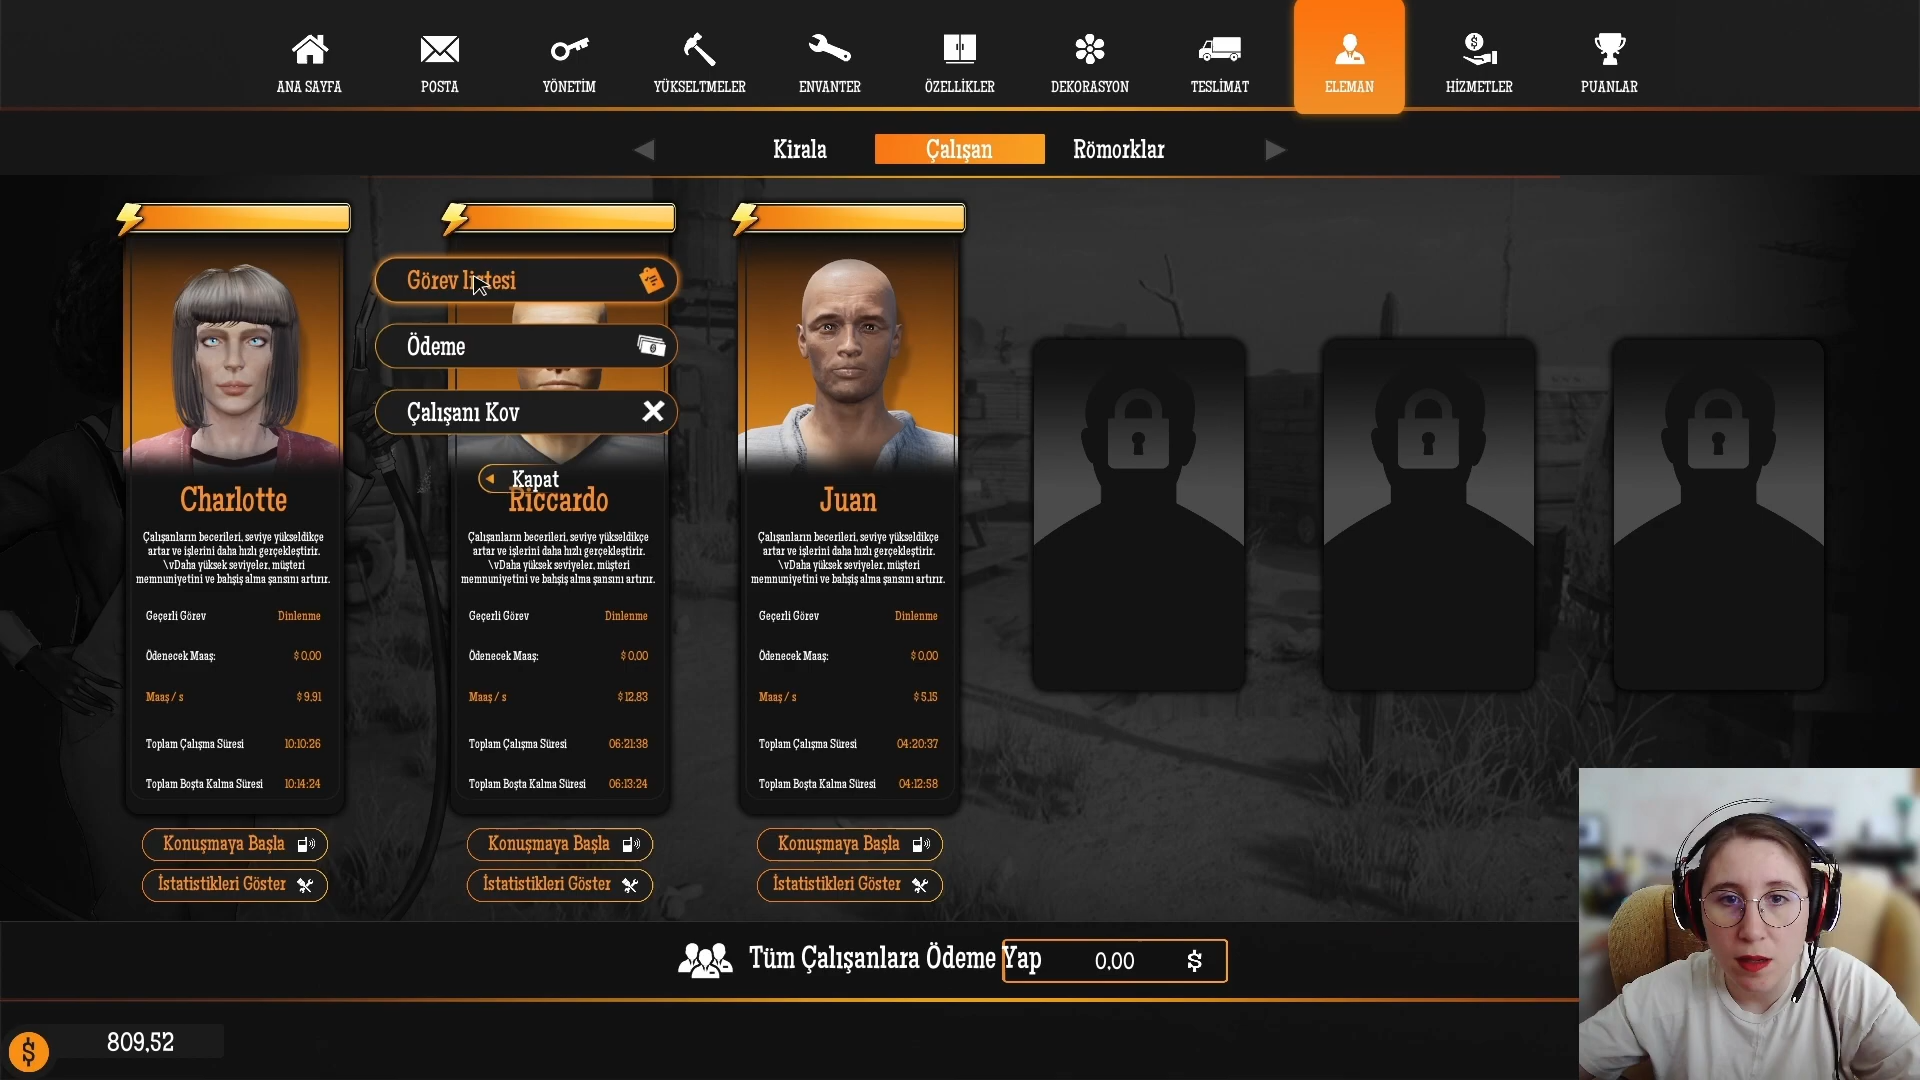 ANA SAYFA
POSTA
YÖNETİM
YÜKSELTMELER
ENVANTER
ÖZELLİKLER
DEKORASYON
TESLİMAT
ELEMAN
HİZMETLER
PUANLAR
Kirala
Çalışan
Römorklar
Görev listesi
Ödeme
Çalışanı Kov
Kapat
Charlotte
Çalışanların becerileri, seviye yükseldikçe
artar ve işlerini daha hızlı gerçekleştirir.
\vDaha yüksek seviyeler, müşteri
memnuniyetini ve bahşiş alma şansını artırır.
Geçerli Görev Dinlenme
Ödenecek Maaş: $ 0,00
Maaş / s $ 9.91
Toplam Çalışma Süresi 10:10:26
Toplam Boşta Kalma Süresi 10:14:24
Konuşmaya Başla
İstatistikleri Göster
Riccardo
Çalışanların becerileri, seviye yükseldikçe
artar ve işlerini daha hızlı gerçekleştirir.
\vDaha yüksek seviyeler, müşteri
memnuniyetini ve bahşiş alma şansını artırır.
Geçerli Görev Dinlenme
Ödenecek Maaş: $ 0,00
Maaş / s $ 12.83
Toplam Çalışma Süresi 06:21:38
Toplam Boşta Kalma Süresi 06:13:24
Konuşmaya Başla
İstatistikleri Göster
Juan
Çalışanların becerileri, seviye yükseldikçe
artar ve işlerini daha hızlı gerçekleştirir.
\vDaha yüksek seviyeler, müşteri
memnuniyetini ve bahşiş alma şansını artırır.
Geçerli Görev Dinlenme
Ödenecek Maaş: $ 0,00
Maaş / s $ 5.15
Toplam Çalışma Süresi 04:20:37
Toplam Boşta Kalma Süresi 04:12:58
Konuşmaya Başla
İstatistikleri Göster
Tüm Çalışanlara Ödeme Yap 0,00 $
$ 809,52